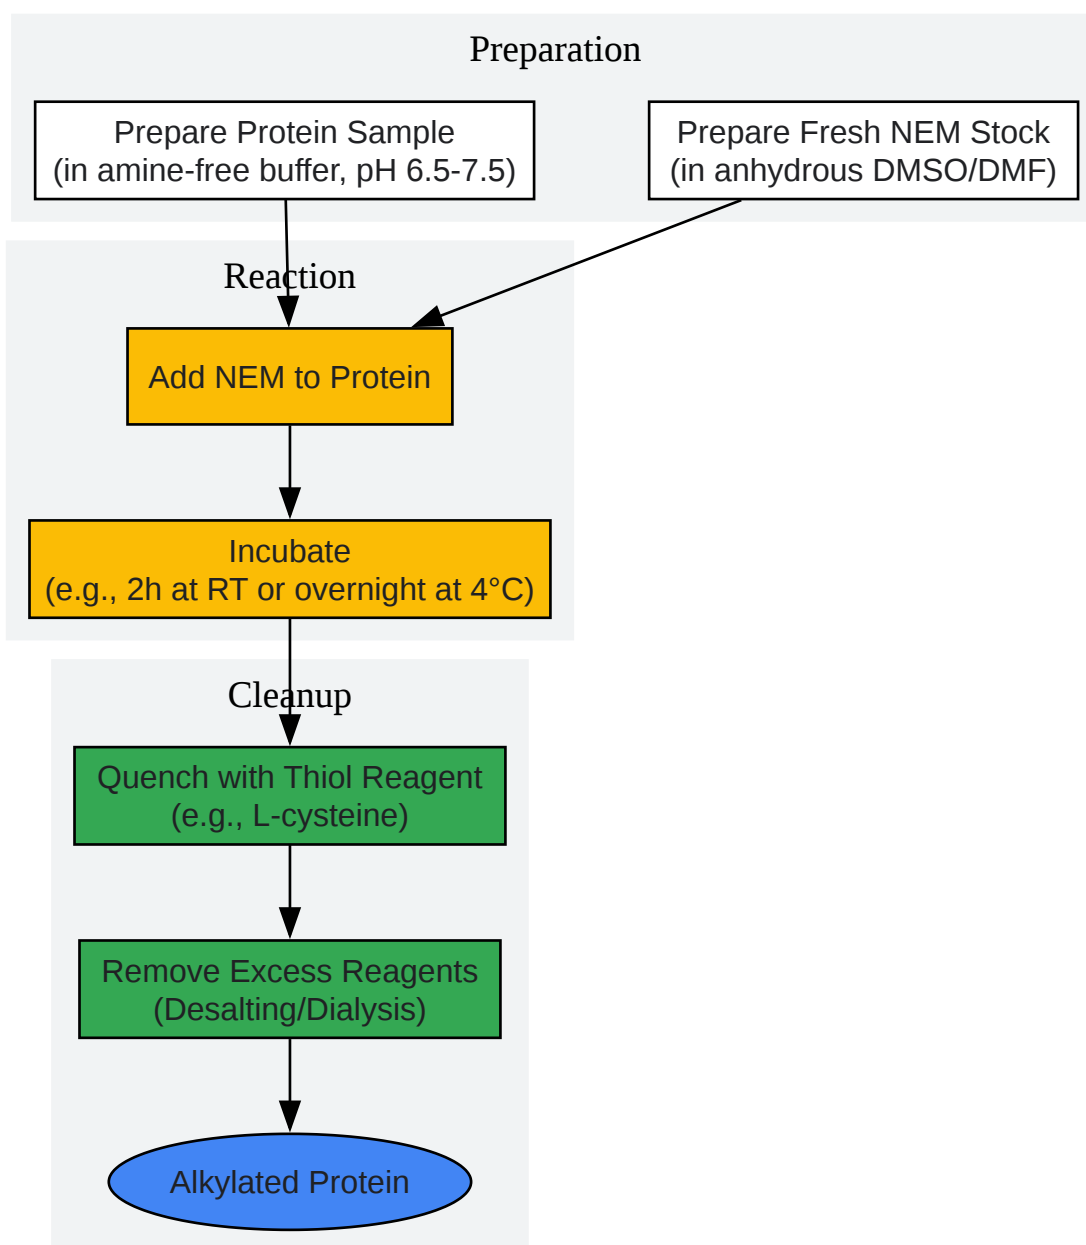 Preparation
Prepare Protein Sample
(in amine-free buffer, pH 6.5-7.5)
Prepare Fresh NEM Stock
(in anhydrous DMSO/DMF)
Reaction
Add NEM to Protein
Incubate
(e.g., 2h at RT or overnight at 4°C)
Cleanup
Quench with Thiol Reagent
(e.g., L-cysteine)
Remove Excess Reagents
(Desalting/Dialysis)
Alkylated Protein